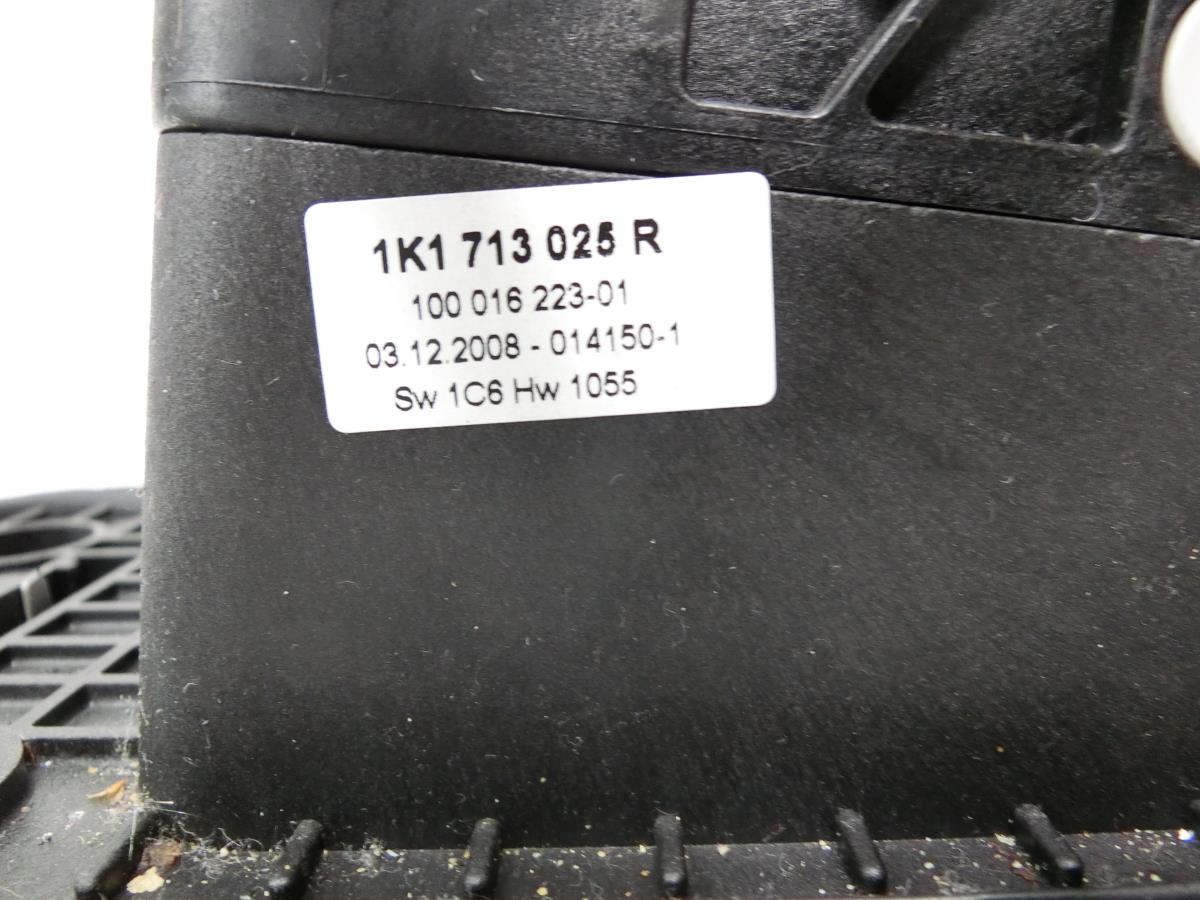 1K1 713 025 R
100 016 223-01
03.12.2008 - 014150-1
Sw 1C6 Hw 1055